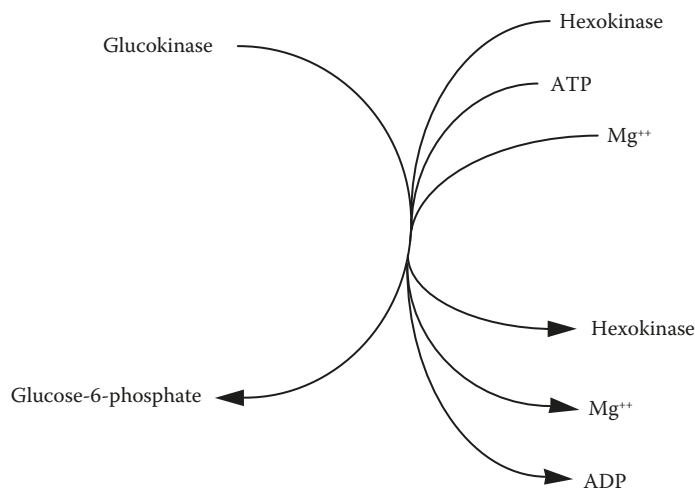 Hexokinase
Glucokinase
ATP
Mg⁺⁺
Hexokinase
Glucose-6-phosphate
Mg⁺⁺
ADP